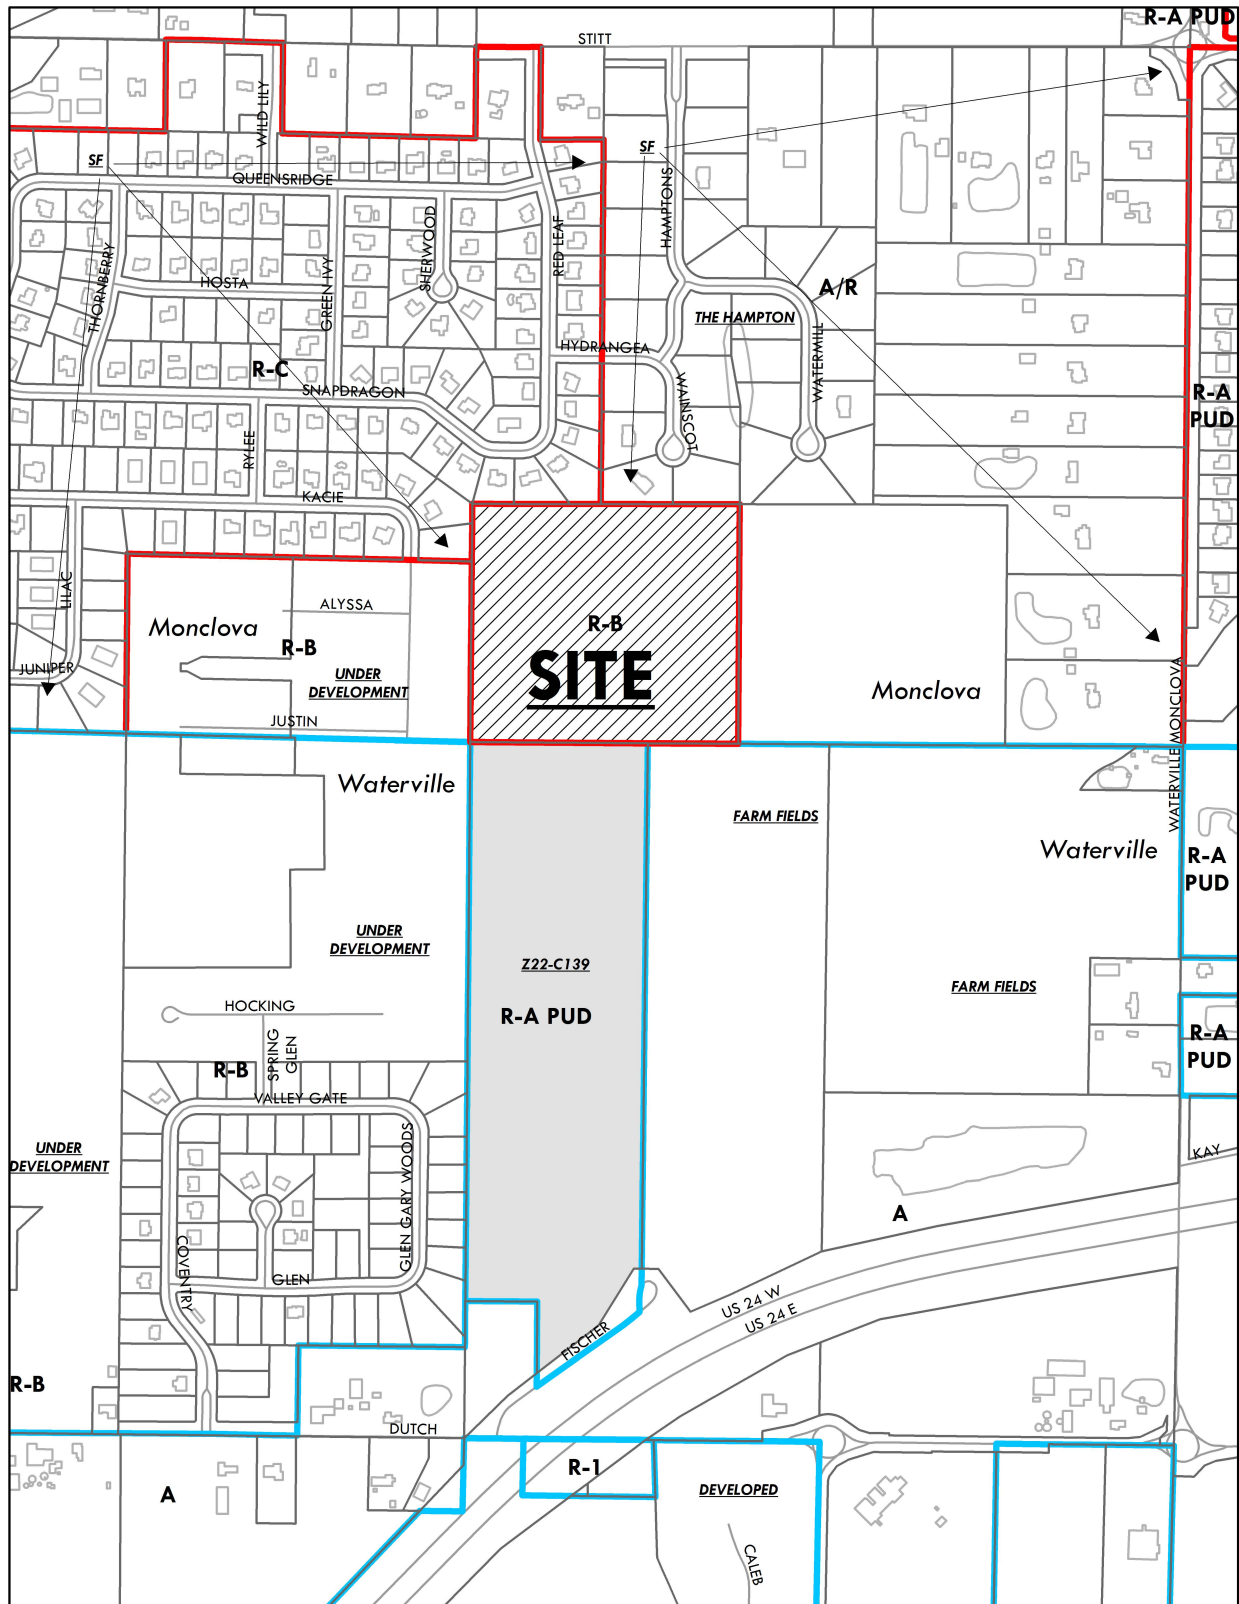 R-A PUD
STITT
WILD LILY
SF
SF
QUEENSRIDGE
HAMPTONS
SHERWOOD
RED LEAF
THORNBERRY
HOSTA
GREEN IVY
A/R
THE HAMPTON
HYDRANGEA
WATERMILL
R-C
SNAPDRAGON
WAINSCOT
R-A
PUD
RYLEE
KACIE
LILAC
ALYSSA
Monclova
R-B
R-B
SITE
UNDER
DEVELOPMENT
JUNIPER
JUSTIN
Monclova
WATERVILLE MONCLOVA
Waterville
FARM FIELDS
Waterville
R-A
PUD
UNDER
DEVELOPMENT
Z22-C139
R-A PUD
FARM FIELDS
HOCKING
SPRING
GLEN
R-B
R-A
PUD
VALLEY GATE
UNDER
DEVELOPMENT
GLEN GARY WOODS
KAY
A
COVENTRY
GLEN
US 24 W
US 24 E
FISCHER
R-B
DUTCH
A
R-1
DEVELOPED
CALEB